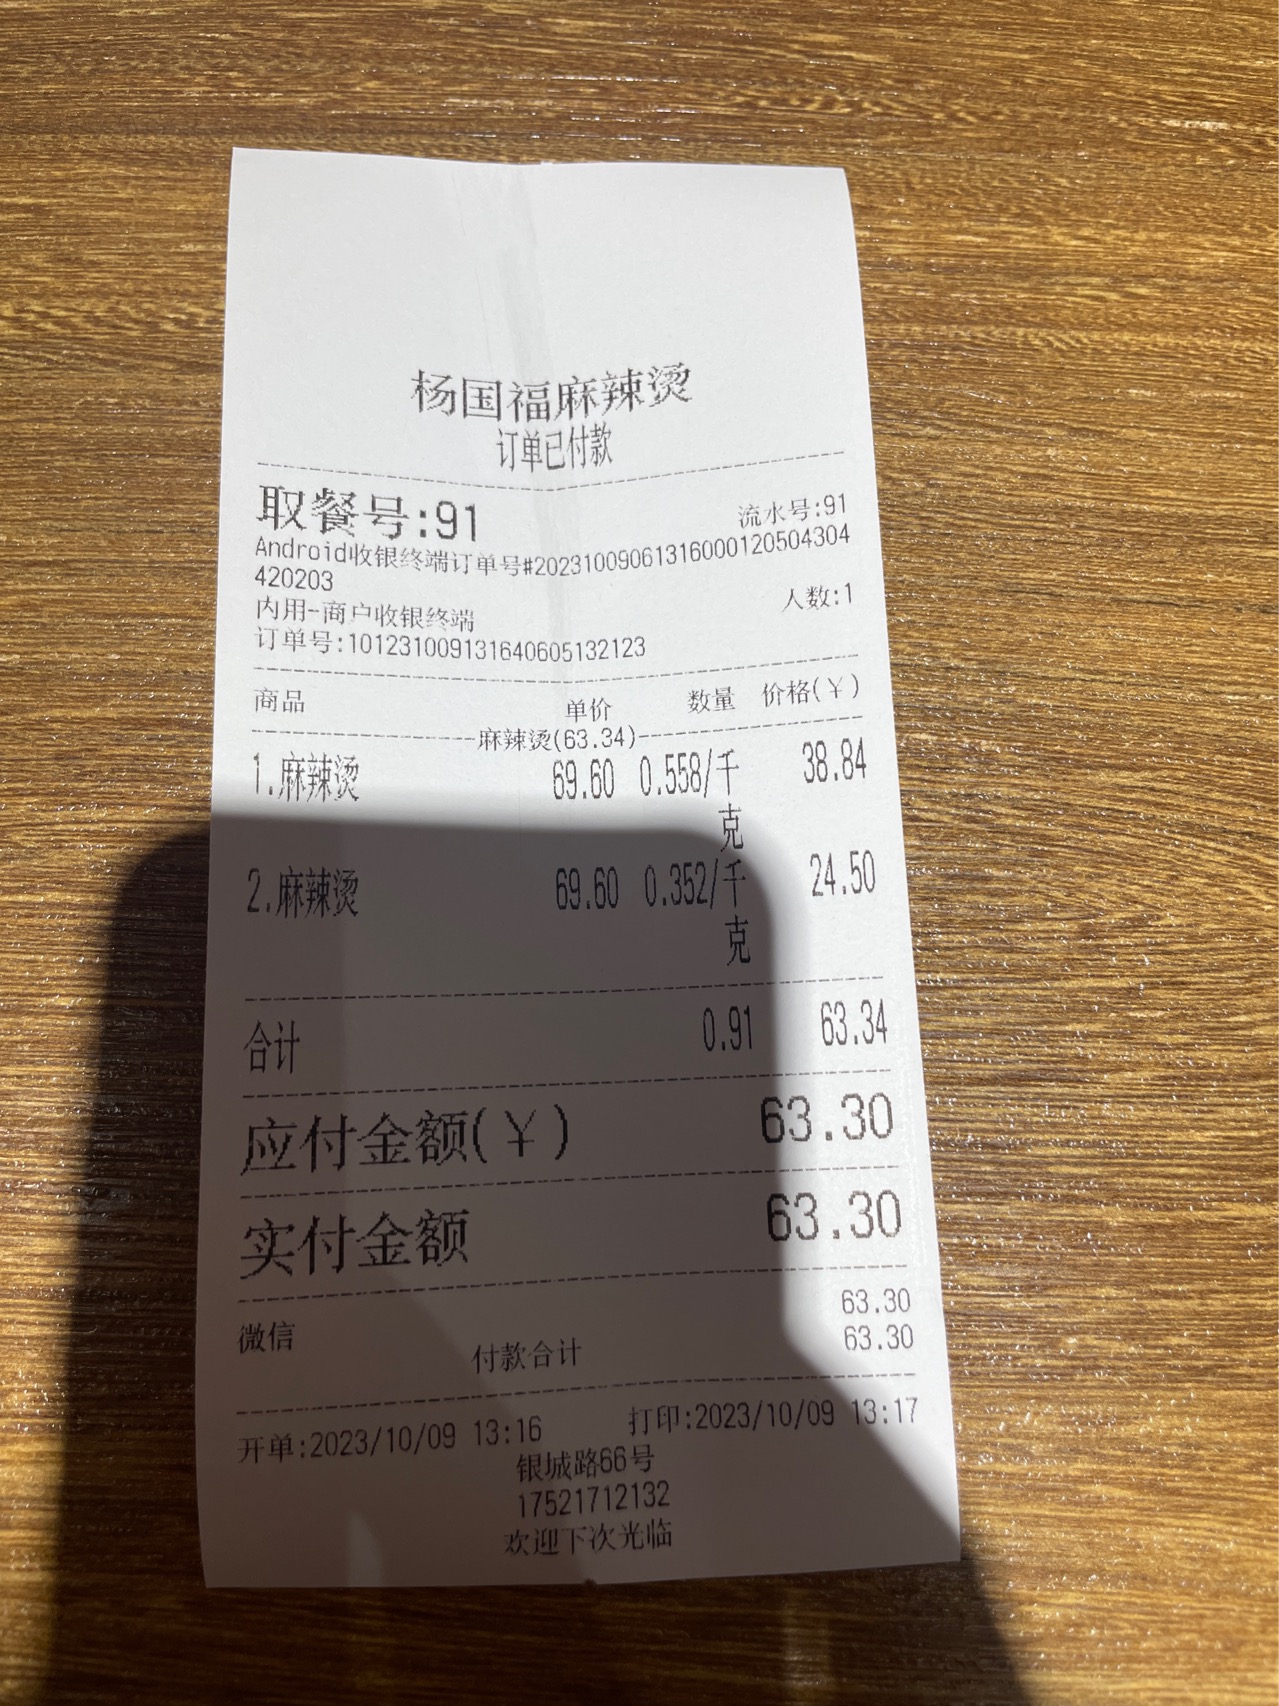 杨国福麻辣烫
订单已付款
取餐号:91 流水号:91
Android收银终端订单号#20231009061316000120504304
420203
内用-商户收银终端 人数:1
订单号:101231009131640605132123
商品 单价 数量 价格(¥)
麻辣烫(63.34)
1.麻辣烫 69.60 0.558/千 38.84
克
2.麻辣烫 69.60 0.352/千 24.50
克
合计 0.91 63.34
应付金额(¥) 63.30
实付金额 63.30
微信 63.30
付款合计 63.30
开单:2023/10/09 13:16 打印:2023/10/09 13:17
银城路66号
17521712132
欢迎下次光临